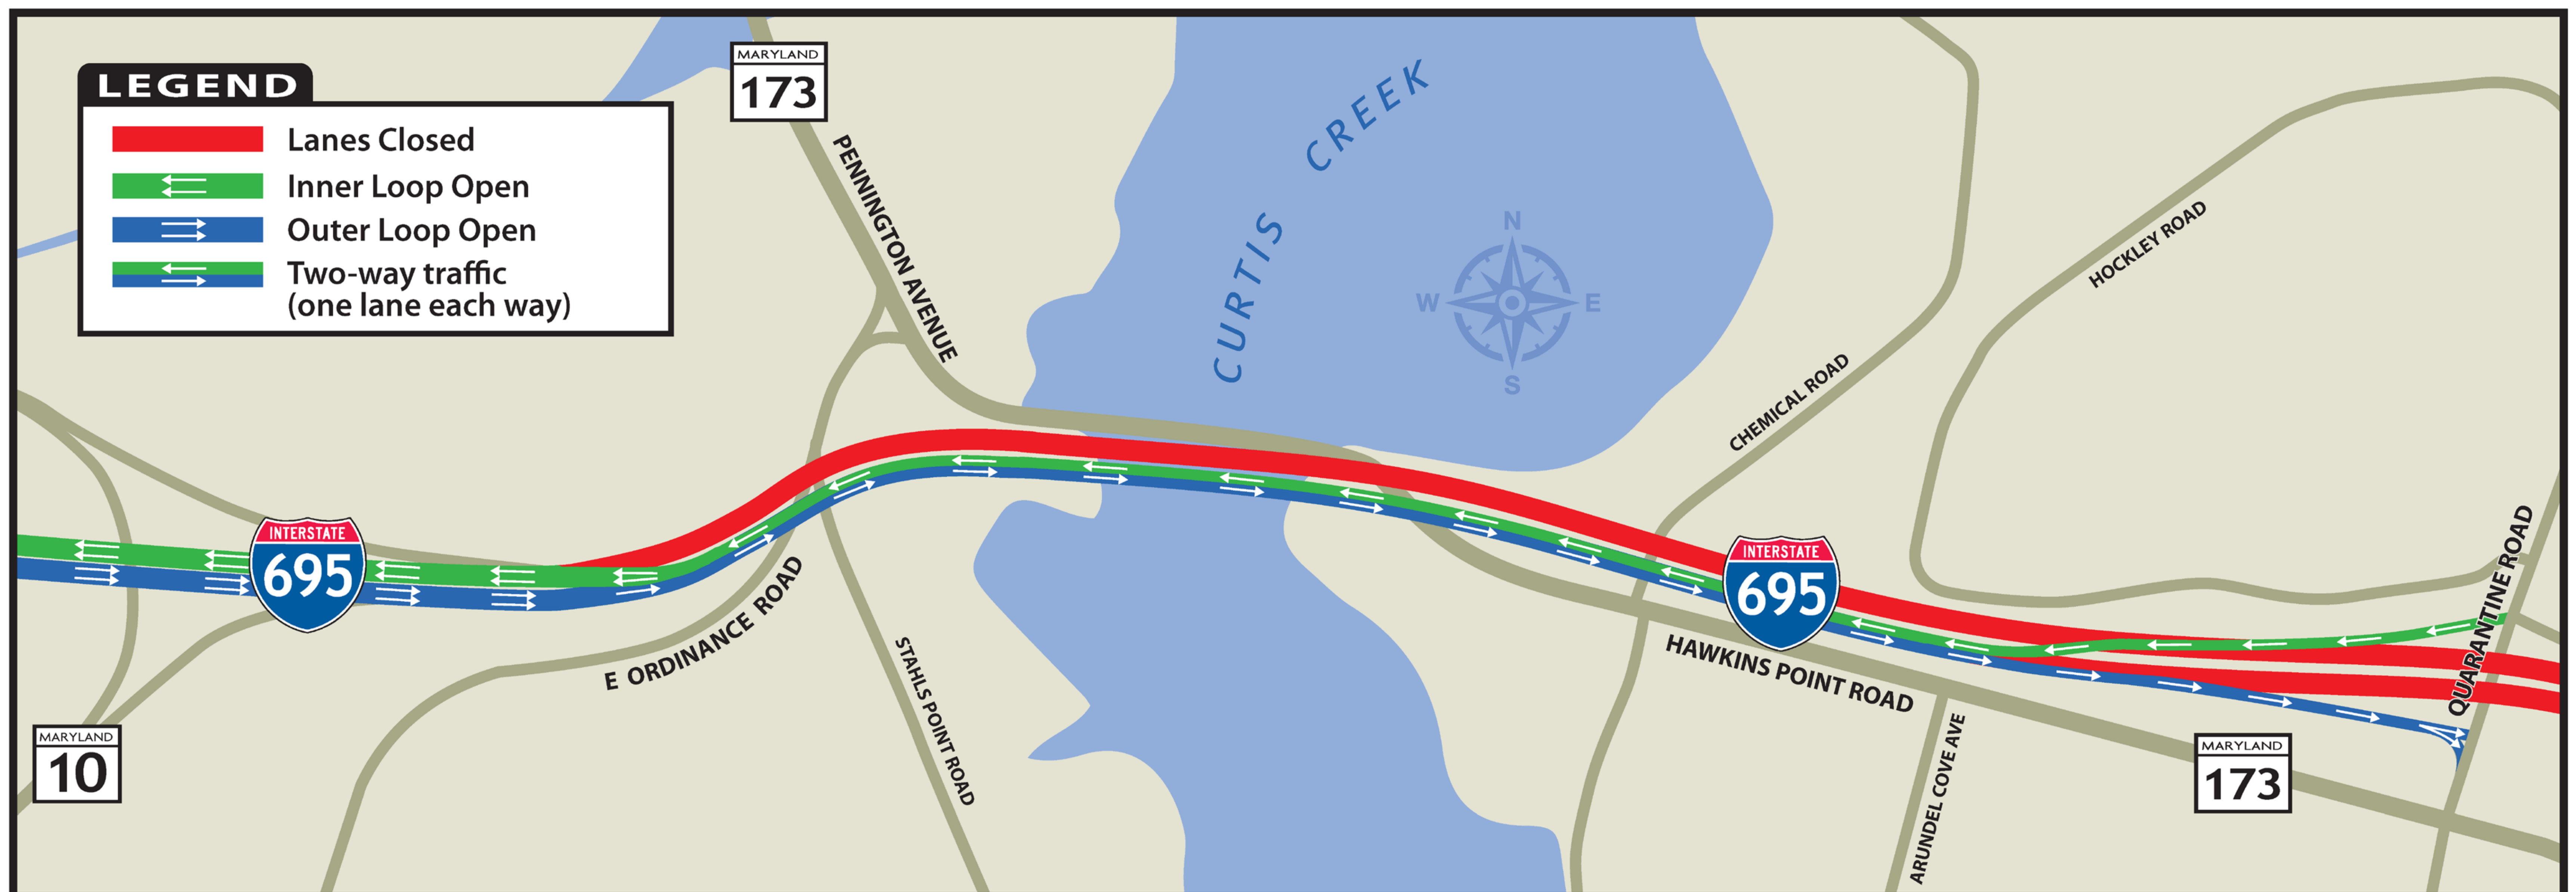 LEGEND
Lanes Closed
Inner Loop Open
Outer Loop Open
Two-way traffic
(one lane each way)
MARYLAND
173
PENNINGTON AVENUE
CURTIS CREEK
N
W
E
S
HOCKLEY ROAD
CHEMICAL ROAD
INTERSTATE
695
INTERSTATE
695
E ORDINANCE ROAD
STAHLS POINT ROAD
HAWKINS POINT ROAD
QUARANTINE ROAD
ARUNDEL COVE AVE
MARYLAND
10
MARYLAND
173